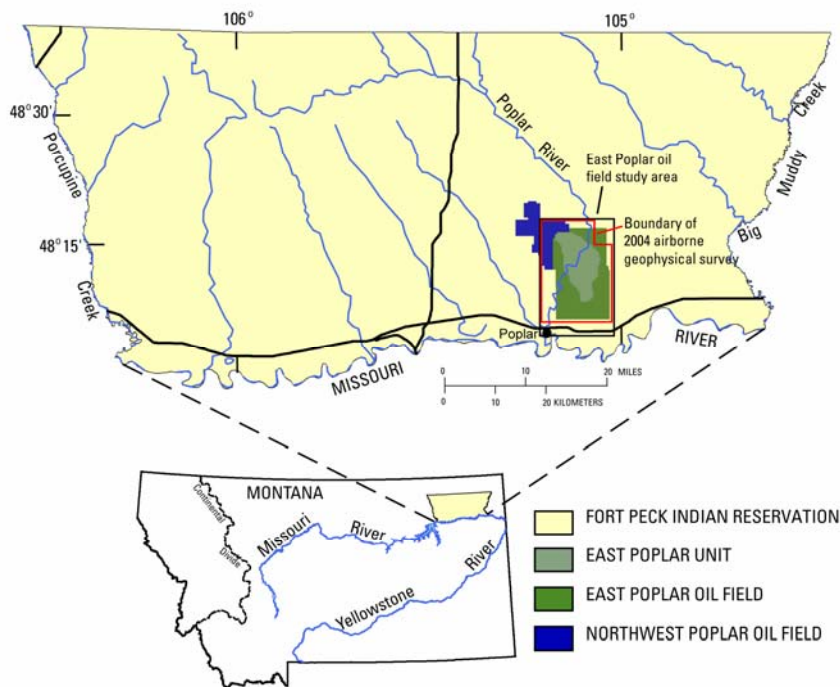 106°
105°
48° 30'
48° 15'
Porcupine
Creek
Poplar
River
East Poplar oil
field study area
Boundary of
2004 airborne
geophysical survey
Creek
Muddy
Big
Poplar
MISSOURI
RIVER
0 10 20 MILES
0 10 20 KILOMETERS
MONTANA
Continental
Divide
Missouri
River
Yellowstone
River
FORT PECK INDIAN RESERVATION
EAST POPLAR UNIT
EAST POPLAR OIL FIELD
NORTHWEST POPLAR OIL FIELD